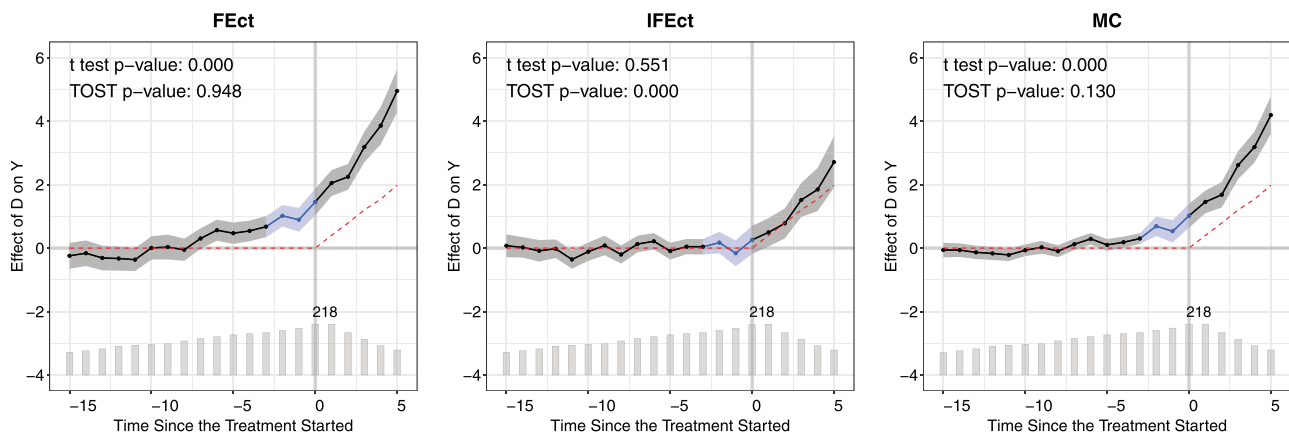 FEct
t test p−value: 0.000
TOST p−value: 0.948
Effect of D on Y
6
4
2
0
−2
−4
218
−15
−10
−5
0
5
Time Since the Treatment Started
IFEct
t test p−value: 0.551
TOST p−value: 0.000
Effect of D on Y
6
4
2
0
−2
−4
218
−15
−10
−5
0
5
Time Since the Treatment Started
MC
t test p−value: 0.000
TOST p−value: 0.130
Effect of D on Y
6
4
2
0
−2
−4
218
−15
−10
−5
0
5
Time Since the Treatment Started